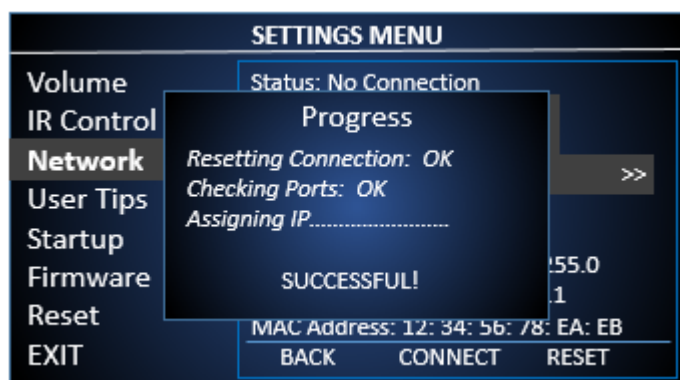 SETTINGS MENU
Volume
IR Control
Network
User Tips
Startup
Firmware
Reset
EXIT
Status: No Connection
Progress
Resetting Connection: OK
Checking Ports: OK
Assigning IP........................
SUCCESSFUL!
>>
255.0
.1
MAC Address: 12: 34: 56: 78: EA: EB
BACK CONNECT RESET